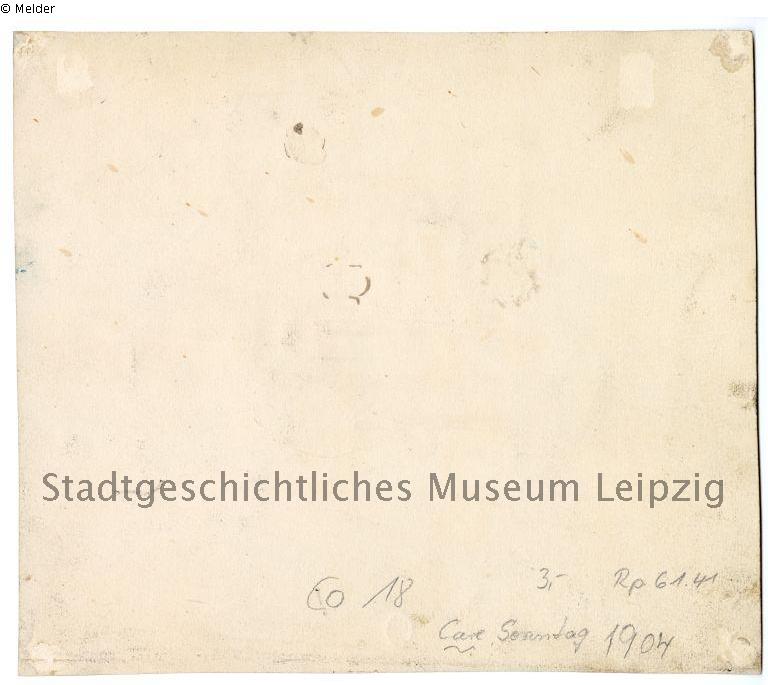 © Melder
Stadtgeschichtliches Museum Leipzig
3,- Rp 61.41
Co 18
Carl Sonntag 1904